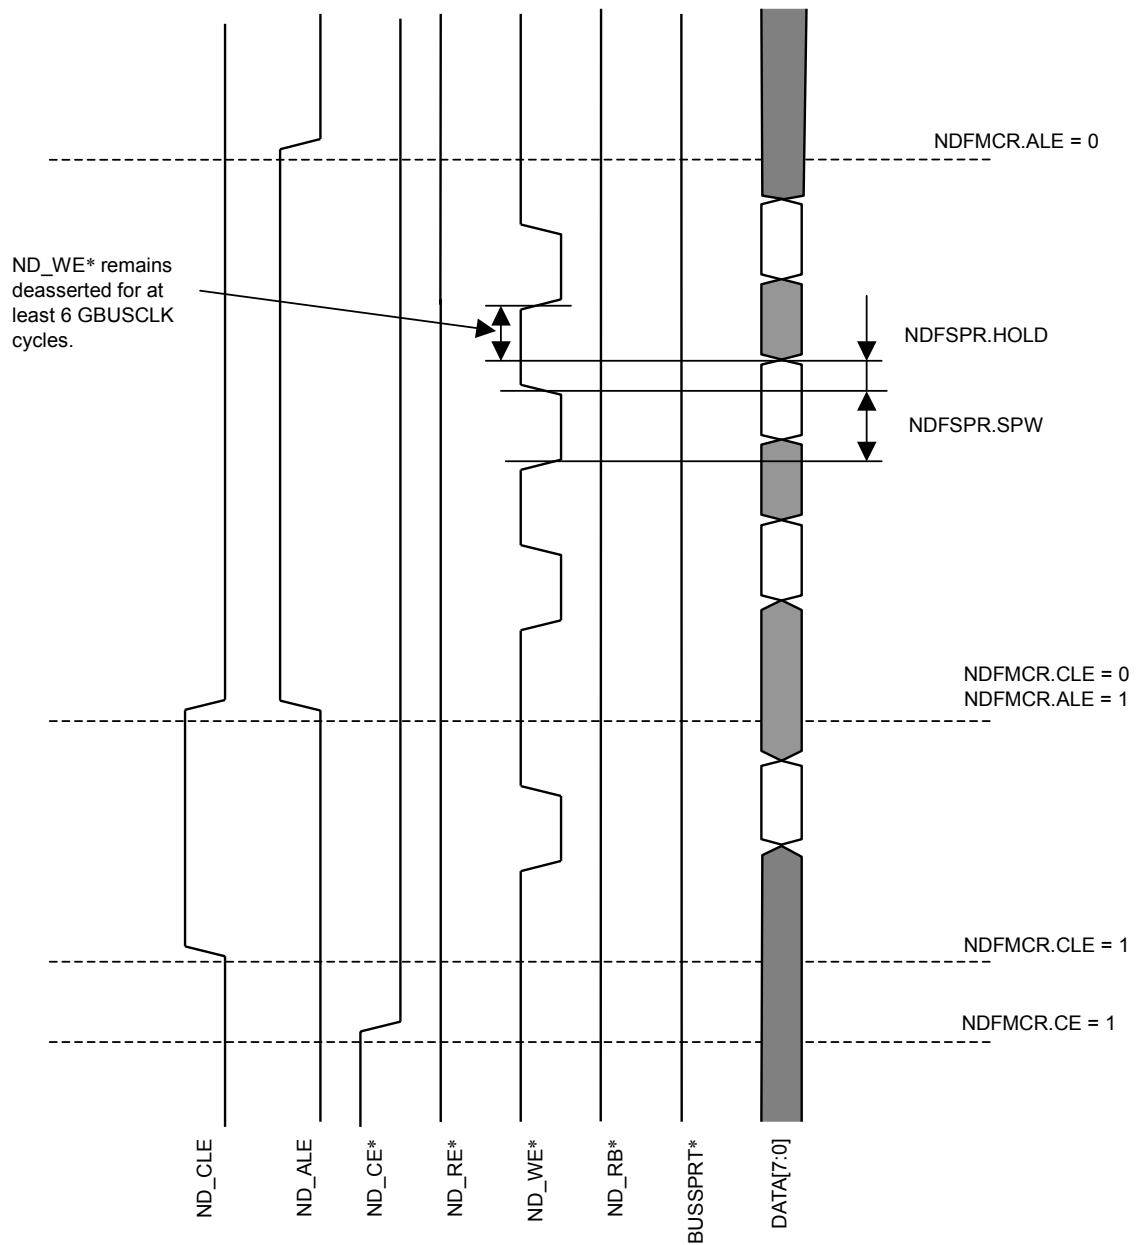 NDFMCR.ALE = 0
ND_WE* remains
deasserted for at
least 6 GBUSCLK
cycles.
NDFSPR.HOLD
NDFSPR.SPW
NDFMCR.CLE = 0
NDFMCR.ALE = 1
NDFMCR.CLE = 1
NDFMCR.CE = 1
ND_CLE
ND_ALE
ND_CE*
ND_RE*
ND_WE*
ND_RB*
BUSSPRT*
DATA[7:0]